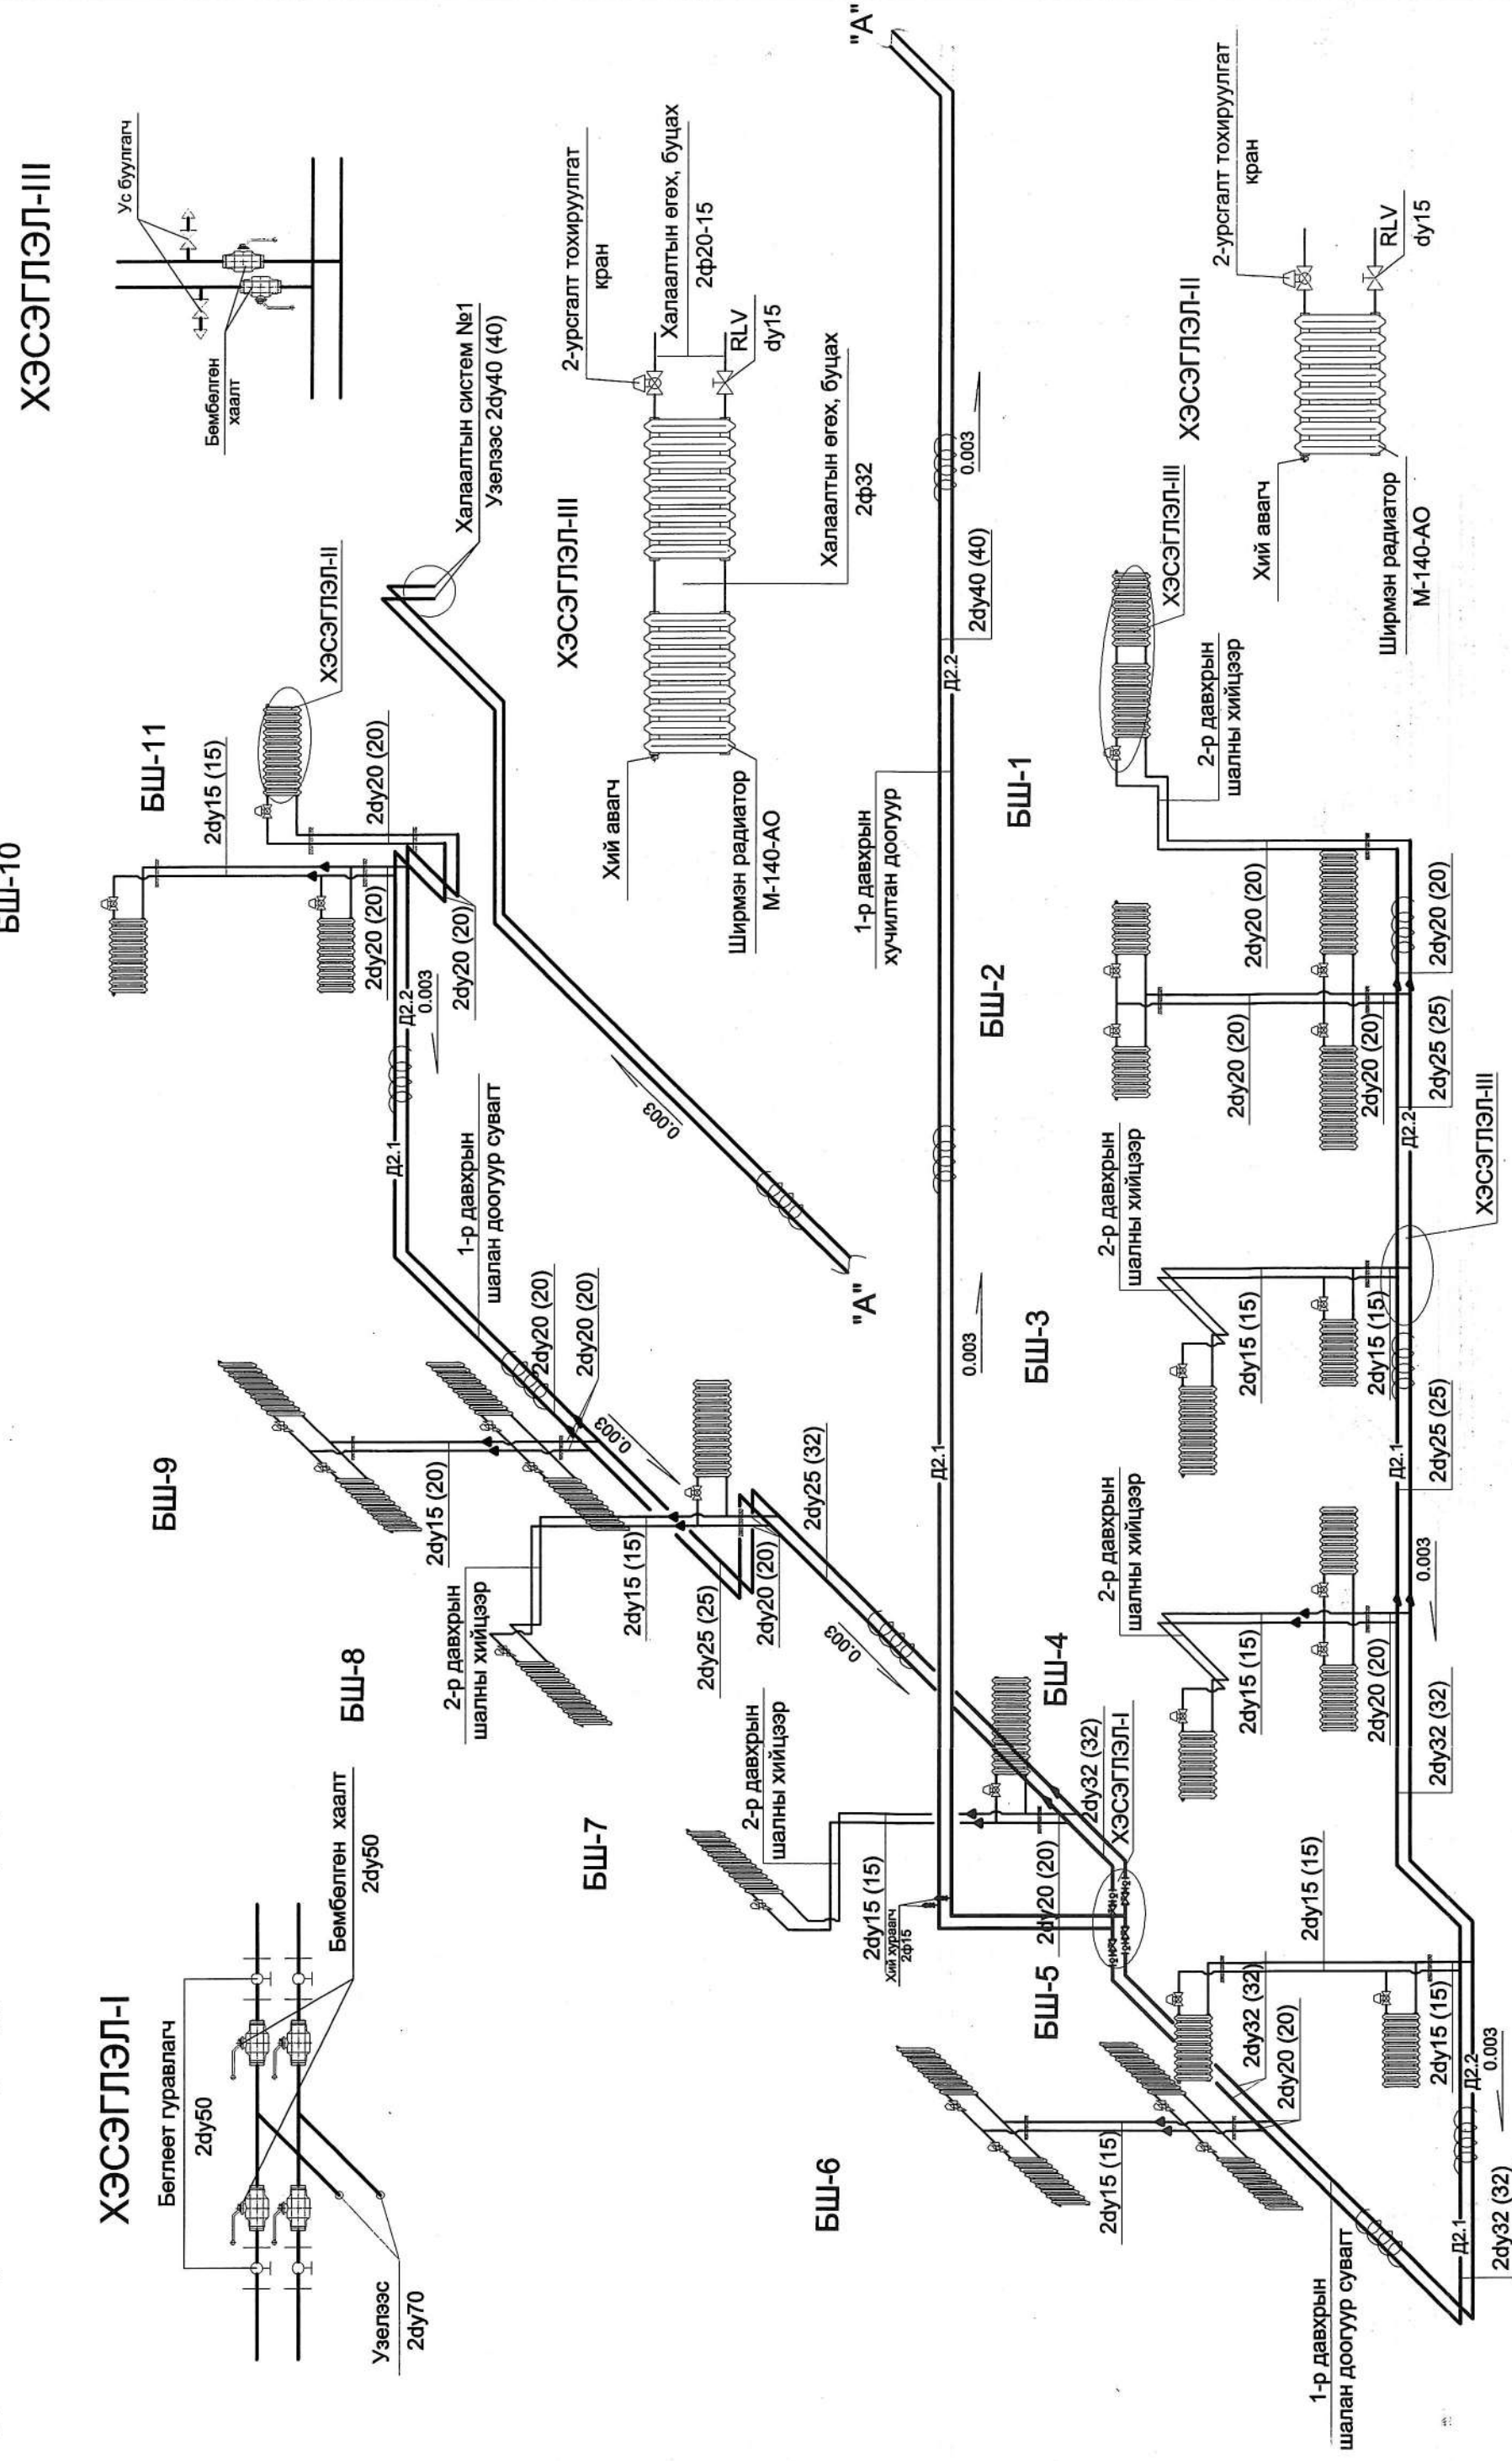 ХЭСЭГЛЭЛ-I
Бөглөөт гуравлагч
2dy50
Бөмбөлгөн хаалт
2dy50
Узелээс
2dy70
БШ-10
БШ-11
2dy15 (15)
2dy20 (20)
2dy20 (20)
2dy20 (20)
ХЭСЭГЛЭЛ-II
Д2.2
0.003
Д2.1
1-р давхрын
шалан доогуур суваг
Халаалтын систем №1
Узелээс 2dy40 (40)
0.003
"А"
ХЭСЭГЛЭЛ-III
Ус буулгагч
Бөмбөлгөн
хаалт
БШ-9
2dy15 (20)
2dy20 (20)
2dy20 (20)
0.003
БШ-8
2-р давхрын
шалны хийцээр
2dy15 (15)
2dy25 (25)
2dy20 (20)
2dy25 (32)
0.003
ХЭСЭГЛЭЛ-III
2-урсгалт тохируулгат
кран
Халаалтын өгөх, буцах
2ф20-15
RLV
dy15
Хий авагч
Ширмэн радиатор
М-140-АО
Халаалтын өгөх, буцах
2ф32
БШ-7
2-р давхрын
шалны хийцээр
2dy15 (15)
Хий хураагч
2ф15
2dy20 (20)
2dy32 (32)
ХЭСЭГЛЭЛ-I
Д2.1
0.003
1-р давхрын
хучилтан доогуур
Д2.2
2dy40 (40)
0.003
"А"
БШ-6
2dy15 (15)
2dy20 (20)
2dy32 (32)
1-р давхрын
шалан доогуур суваг
БШ-5
2dy15 (15)
2dy15 (15)
Д2.1
Д2.2
0.003
2dy32 (32)
БШ-4
2-р давхрын
шалны хийцээр
2dy15 (15)
2dy20 (20)
2dy32 (32)
0.003
БШ-3
2-р давхрын
шалны хийцээр
2dy15 (15)
2dy15 (15)
Д2.1
2dy25 (25)
ХЭСЭГЛЭЛ-III
БШ-2
2dy20 (20)
2dy20 (20)
Д2.2
2dy25 (25)
БШ-1
2-р давхрын
шалны хийцээр
2dy20 (20)
2dy20 (20)
ХЭСЭГЛЭЛ-III
ХЭСЭГЛЭЛ-II
2-урсгалт тохируулгат
кран
RLV
dy15
Хий авагч
Ширмэн радиатор
М-140-АО